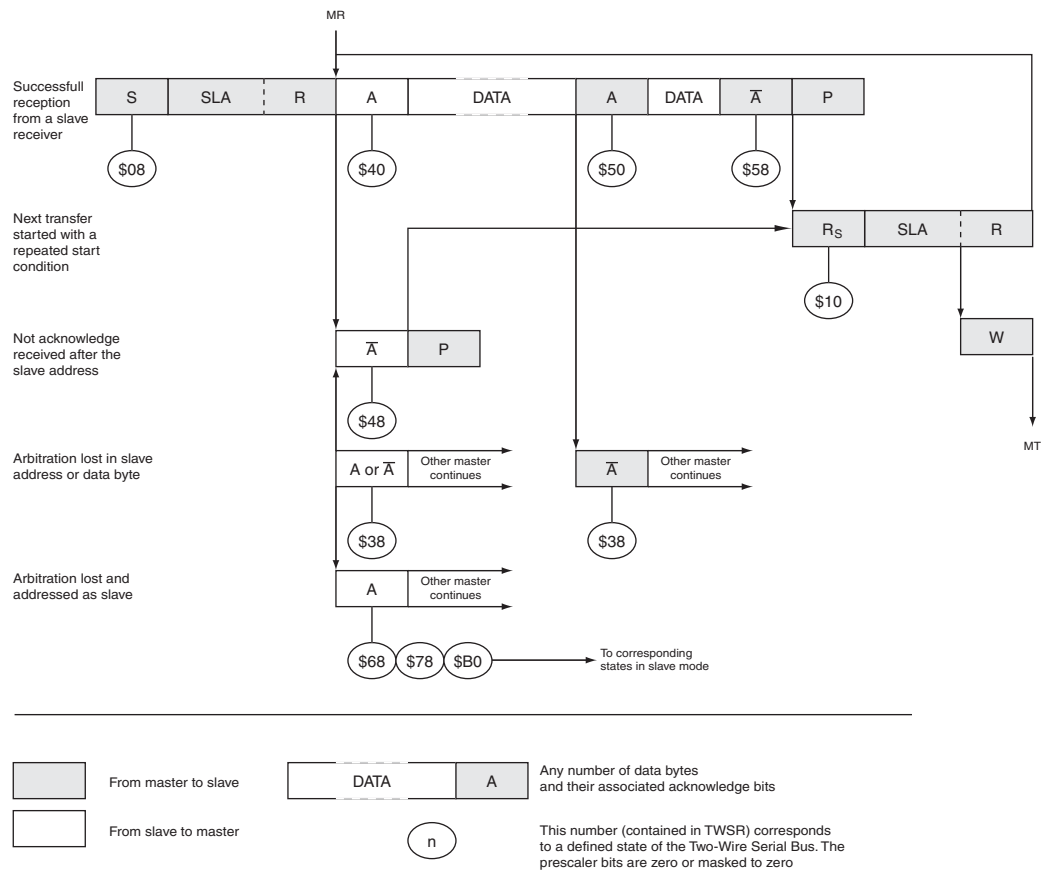 MR
Successfull
reception
from a slave
receiver
S SLA R A DATA A DATA A̅ P
$08 $40 $50 $58
Next transfer
started with a
repeated start
condition
RS SLA R
$10
Not acknowledge
received after the
slave address
A̅ P
W
$48
MT
Arbitration lost in slave
address or data byte
A or A̅
Other master
continues
A̅
Other master
continues
$38 $38
Arbitration lost and
addressed as slave
A
Other master
continues
$68 $78 $B0
To corresponding
states in slave mode
From master to slave
DATA A
Any number of data bytes
and their associated acknowledge bits
From slave to master
n
This number (contained in TWSR) corresponds
to a defined state of the Two-Wire Serial Bus. The
prescaler bits are zero or masked to zero